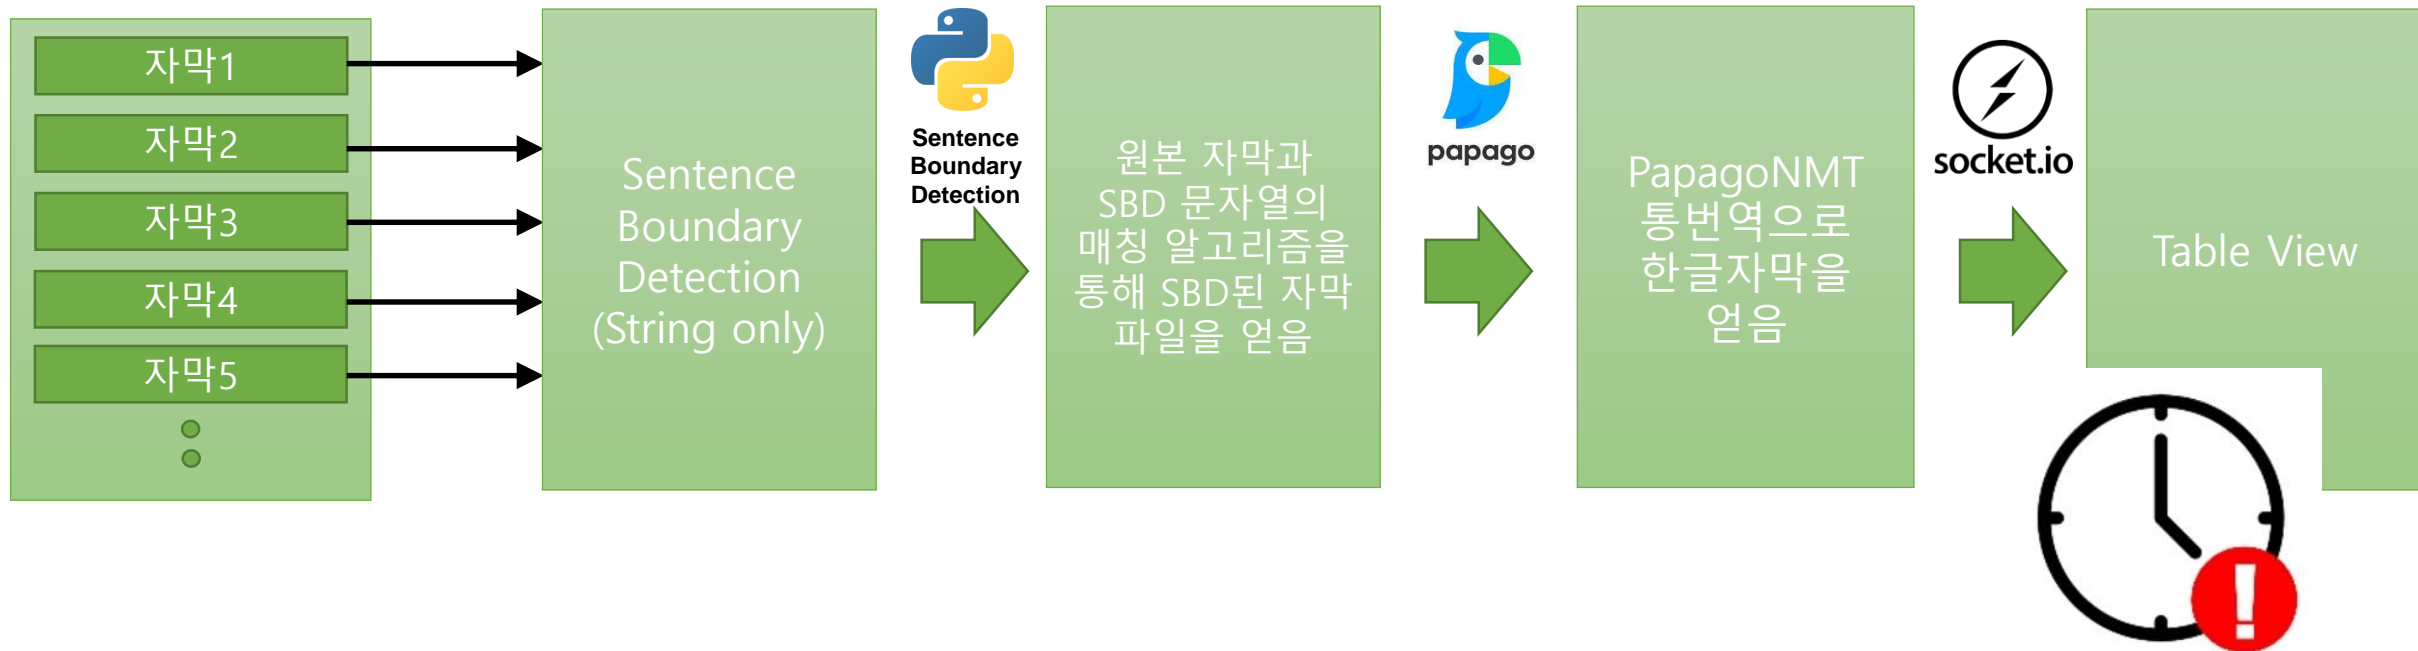 자막1
자막2
자막3
자막4
자막5
Sentence
Boundary
Detection
(String only)
Sentence
Boundary
Detection
원본 자막과
SBD 문자열의
매칭 알고리즘을
통해 SBD된 자막
파일을 얻음
papago
PapagoNMT
통번역으로
한글자막을
얻음
socket.io
Table View